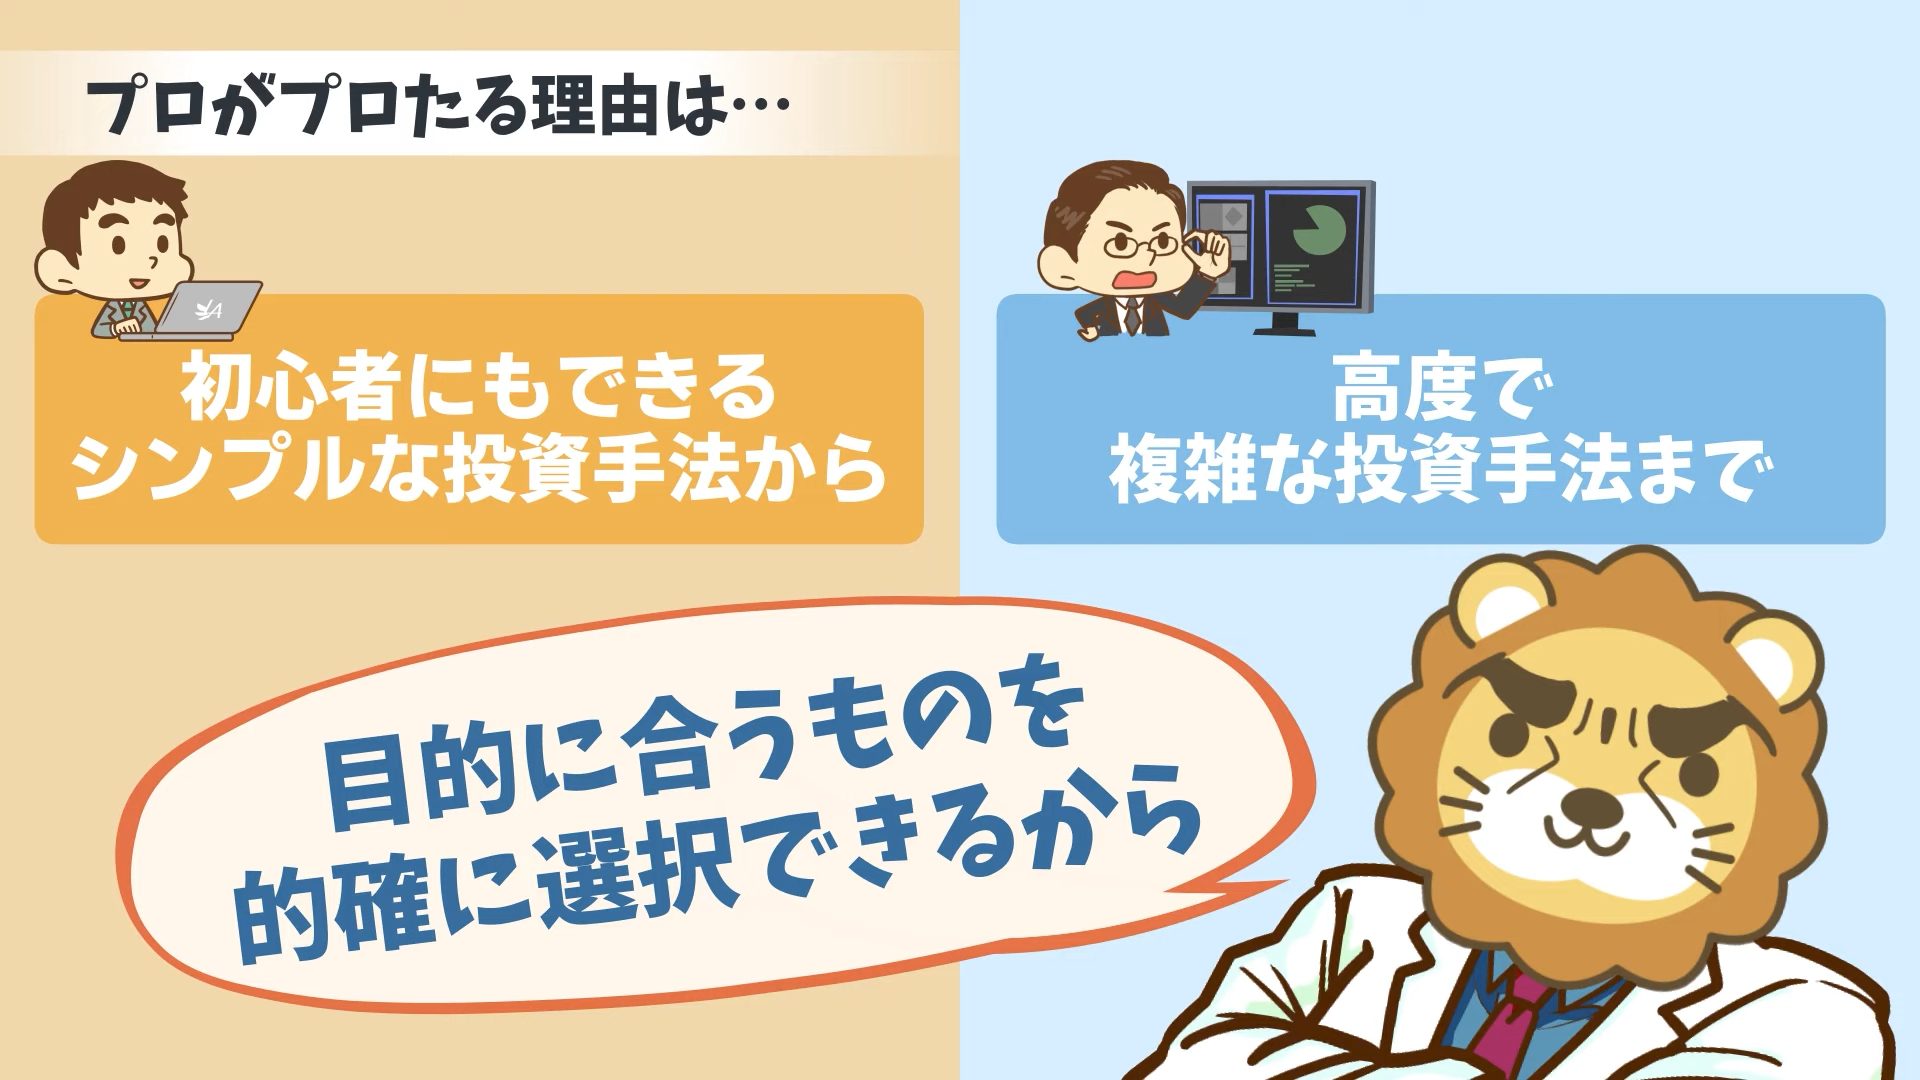 プロがプロたる理由は…
初心者にもできる
シンプルな投資手法から
高度で
複雑な投資手法まで
目的に合うものを
的確に選択できるから